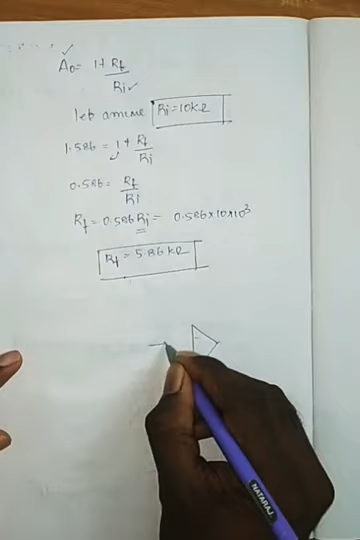 A₀ = 1 + Rf/Ri ✓
let assume Ri = 10KΩ
1.586 = 1 + Rf/Ri
0.586 = Rf/Ri
Rf = 0.586 Ri = 0.586 × 10 × 10³
Rf = 5.86 KΩ
NATARAJ